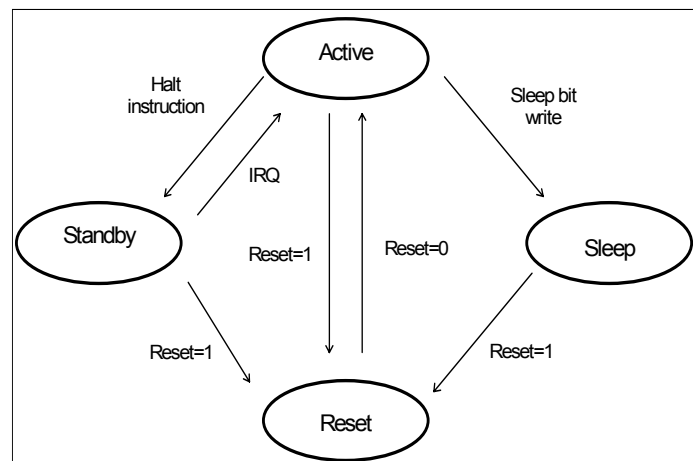 Active
Halt
instruction
Sleep bit
write
IRQ
Standby
Sleep
Reset=1
Reset=0
Reset=1
Reset=1
Reset